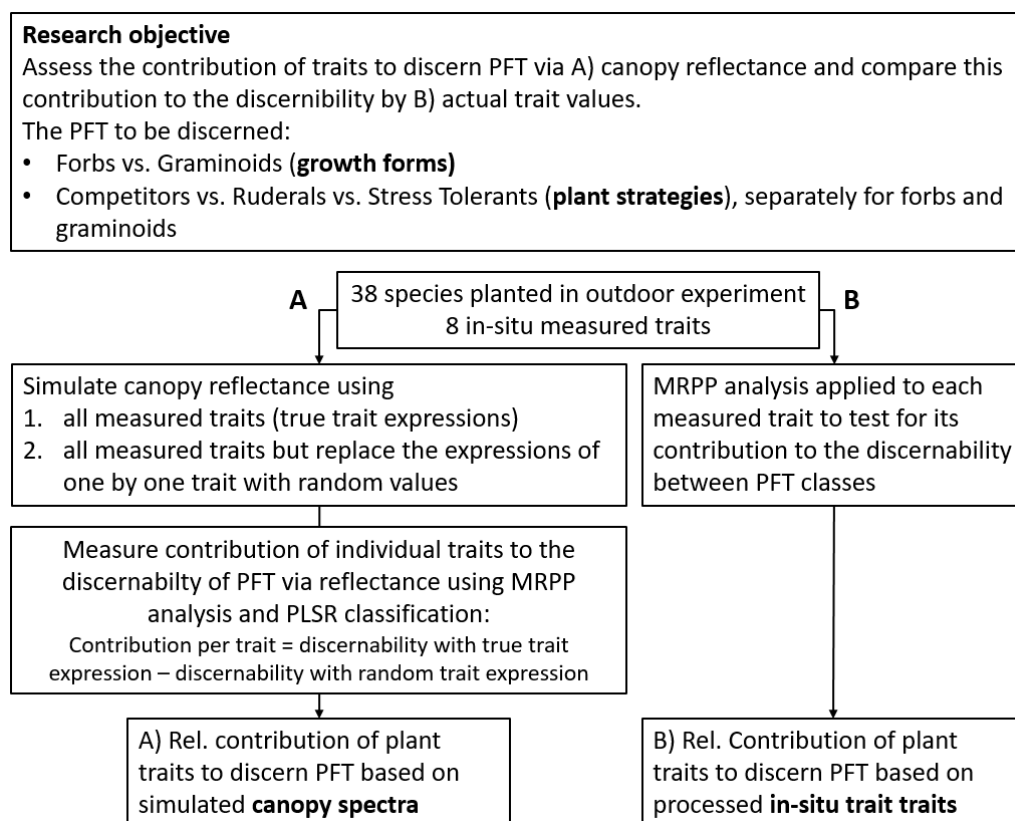 Research objective
Assess the contribution of traits to discern PFT via A) canopy reflectance and compare this
contribution to the discernibility by B) actual trait values.
The PFT to be discerned:
• Forbs vs. Graminoids (growth forms)
• Competitors vs. Ruderals vs. Stress Tolerants (plant strategies), separately for forbs and
graminoids
A
38 species planted in outdoor experiment
8 in-situ measured traits
B
Simulate canopy reflectance using
1. all measured traits (true trait expressions)
2. all measured traits but replace the expressions of
one by one trait with random values
MRPP analysis applied to each
measured trait to test for its
contribution to the discernability
between PFT classes
Measure contribution of individual traits to the
discernabilty of PFT via reflectance using MRPP
analysis and PLSR classification:
Contribution per trait = discernability with true trait
expression – discernability with random trait expression
A) Rel. contribution of plant
traits to discern PFT based on
simulated canopy spectra
B) Rel. Contribution of plant
traits to discern PFT based on
processed in-situ trait traits